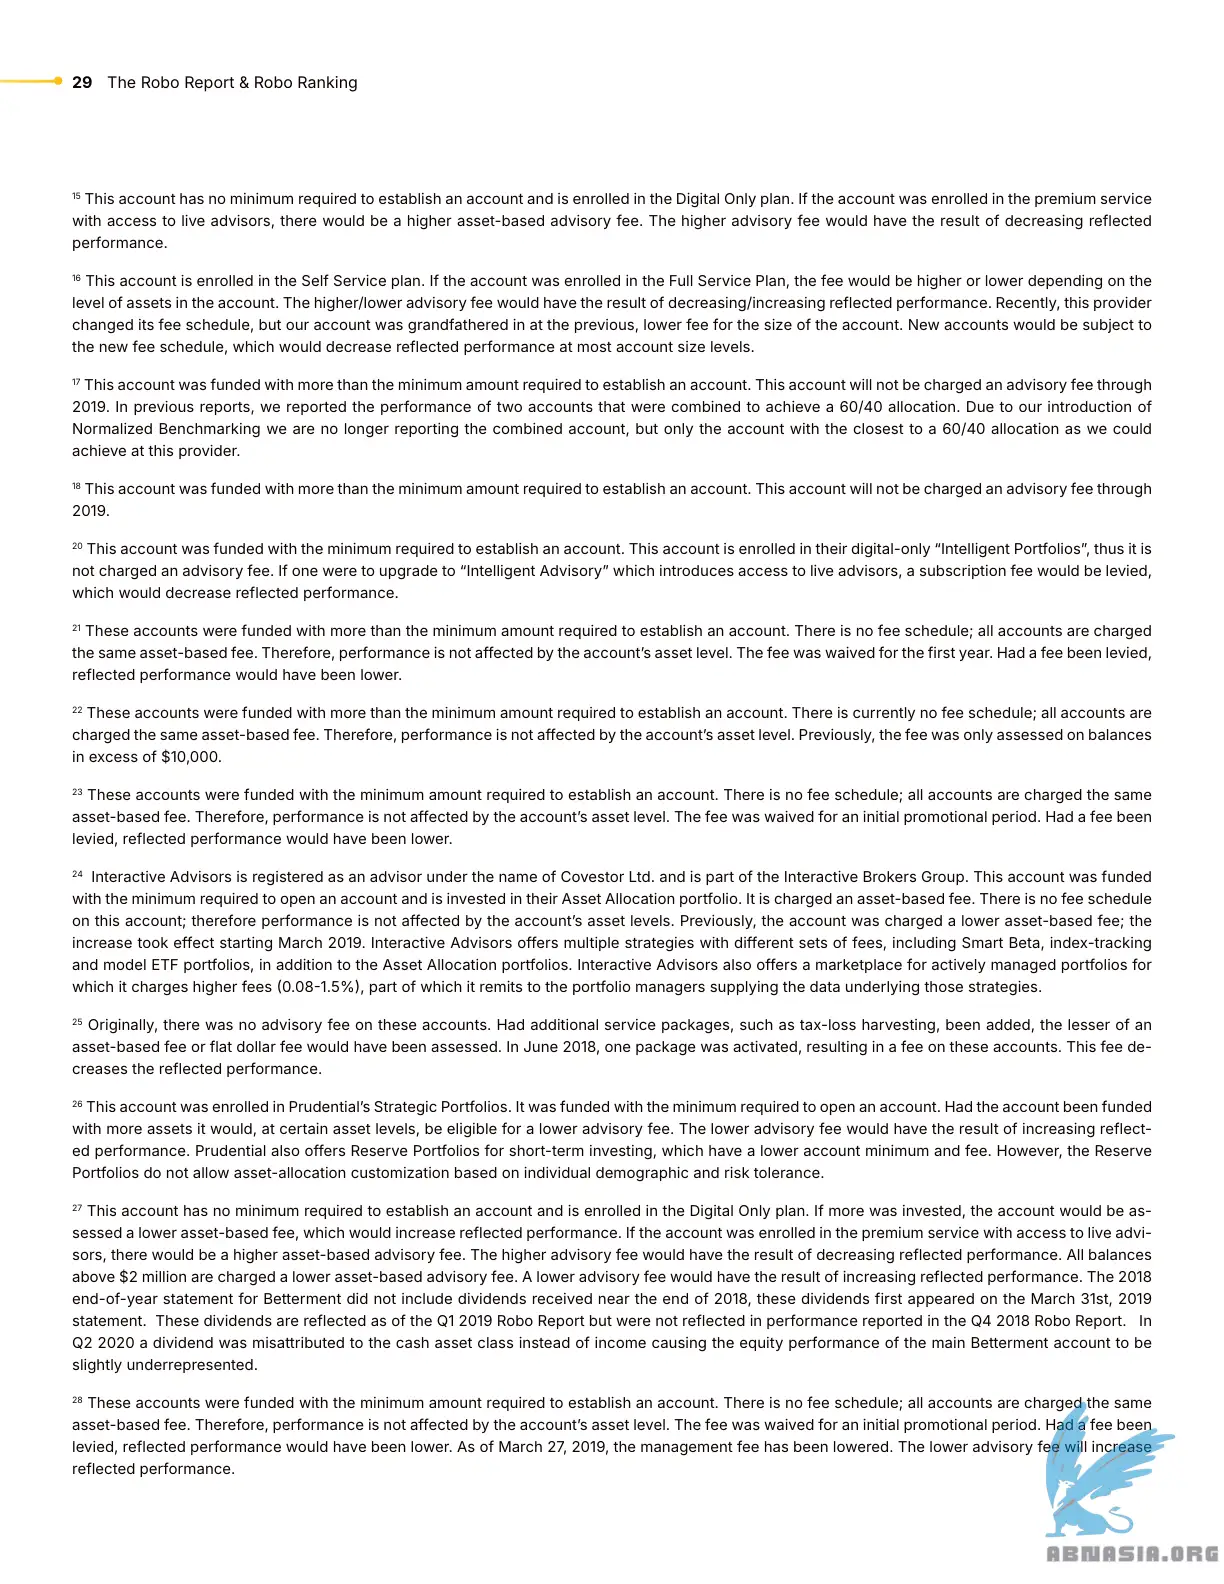 29 The Robo Report & Robo Ranking
15 This account has no minimum required to establish an account and is enrolled in the Digital Only plan. If the account was enrolled in the premium service
with access to live advisors, there would be a higher asset-based advisory fee. The higher advisory fee would have the result of decreasing reflected
performance.
16 This account is enrolled in the Self Service plan. If the account was enrolled in the Full Service Plan, the fee would be higher or lower depending on the
level of assets in the account. The higher/lower advisory fee would have the result of decreasing/increasing reflected performance. Recently, this provider
changed its fee schedule, but our account was grandfathered in at the previous, lower fee for the size of the account. New accounts would be subject to
the new fee schedule, which would decrease reflected performance at most account size levels.
17 This account was funded with more than the minimum amount required to establish an account. This account will not be charged an advisory fee through
2019. In previous reports, we reported the performance of two accounts that were combined to achieve a 60/40 allocation. Due to our introduction of
Normalized Benchmarking we are no longer reporting the combined account, but only the account with the closest to a 60/40 allocation as we could
achieve at this provider.
18 This account was funded with more than the minimum amount required to establish an account. This account will not be charged an advisory fee through
2019.
20 This account was funded with the minimum required to establish an account. This account is enrolled in their digital-only “Intelligent Portfolios”, thus it is
not charged an advisory fee. If one were to upgrade to “Intelligent Advisory” which introduces access to live advisors, a subscription fee would be levied,
which would decrease reflected performance.
21 These accounts were funded with more than the minimum amount required to establish an account. There is no fee schedule; all accounts are charged
the same asset-based fee. Therefore, performance is not affected by the account’s asset level. The fee was waived for the first year. Had a fee been levied,
reflected performance would have been lower.
22 These accounts were funded with more than the minimum amount required to establish an account. There is currently no fee schedule; all accounts are
charged the same asset-based fee. Therefore, performance is not affected by the account’s asset level. Previously, the fee was only assessed on balances
in excess of $10,000.
23 These accounts were funded with the minimum amount required to establish an account. There is no fee schedule; all accounts are charged the same
asset-based fee. Therefore, performance is not affected by the account’s asset level. The fee was waived for an initial promotional period. Had a fee been
levied, reflected performance would have been lower.
24 Interactive Advisors is registered as an advisor under the name of Covestor Ltd. and is part of the Interactive Brokers Group. This account was funded
with the minimum required to open an account and is invested in their Asset Allocation portfolio. It is charged an asset-based fee. There is no fee schedule
on this account; therefore performance is not affected by the account’s asset levels. Previously, the account was charged a lower asset-based fee; the
increase took effect starting March 2019. Interactive Advisors offers multiple strategies with different sets of fees, including Smart Beta, index-tracking
and model ETF portfolios, in addition to the Asset Allocation portfolios. Interactive Advisors also offers a marketplace for actively managed portfolios for
which it charges higher fees (0.08-1.5%), part of which it remits to the portfolio managers supplying the data underlying those strategies.
25 Originally, there was no advisory fee on these accounts. Had additional service packages, such as tax-loss harvesting, been added, the lesser of an
asset-based fee or flat dollar fee would have been assessed. In June 2018, one package was activated, resulting in a fee on these accounts. This fee de-
creases the reflected performance.
26 This account was enrolled in Prudential’s Strategic Portfolios. It was funded with the minimum required to open an account. Had the account been funded
with more assets it would, at certain asset levels, be eligible for a lower advisory fee. The lower advisory fee would have the result of increasing reflect-
ed performance. Prudential also offers Reserve Portfolios for short-term investing, which have a lower account minimum and fee. However, the Reserve
Portfolios do not allow asset-allocation customization based on individual demographic and risk tolerance.
27 This account has no minimum required to establish an account and is enrolled in the Digital Only plan. If more was invested, the account would be as-
sessed a lower asset-based fee, which would increase reflected performance. If the account was enrolled in the premium service with access to live advi-
sors, there would be a higher asset-based advisory fee. The higher advisory fee would have the result of decreasing reflected performance. All balances
above $2 million are charged a lower asset-based advisory fee. A lower advisory fee would have the result of increasing reflected performance. The 2018
end-of-year statement for Betterment did not include dividends received near the end of 2018, these dividends first appeared on the March 31st, 2019
statement. These dividends are reflected as of the Q1 2019 Robo Report but were not reflected in performance reported in the Q4 2018 Robo Report. In
Q2 2020 a dividend was misattributed to the cash asset class instead of income causing the equity performance of the main Betterment account to be
slightly underrepresented.
28 These accounts were funded with the minimum amount required to establish an account. There is no fee schedule; all accounts are charged the same
asset-based fee. Therefore, performance is not affected by the account’s asset level. The fee was waived for an initial promotional period. Had a fee been
levied, reflected performance would have been lower. As of March 27, 2019, the management fee has been lowered. The lower advisory fee will increase
reflected performance.
ABNASIA.ORG